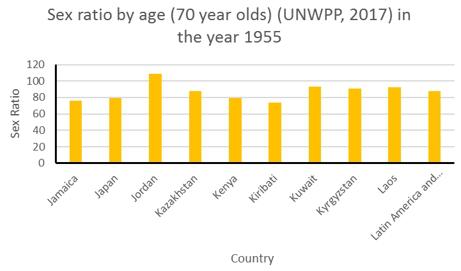 Sex ratio by age (70 year olds) (UNWPP, 2017) in
the year 1955
120
100
80
60
40
20
0
Sex Ratio
Jamaica
Japan
Jordan
Kazakhstan
Kenya
Kiribati
Kuwait
Kyrgyzstan
Laos
Latin America and...
Country